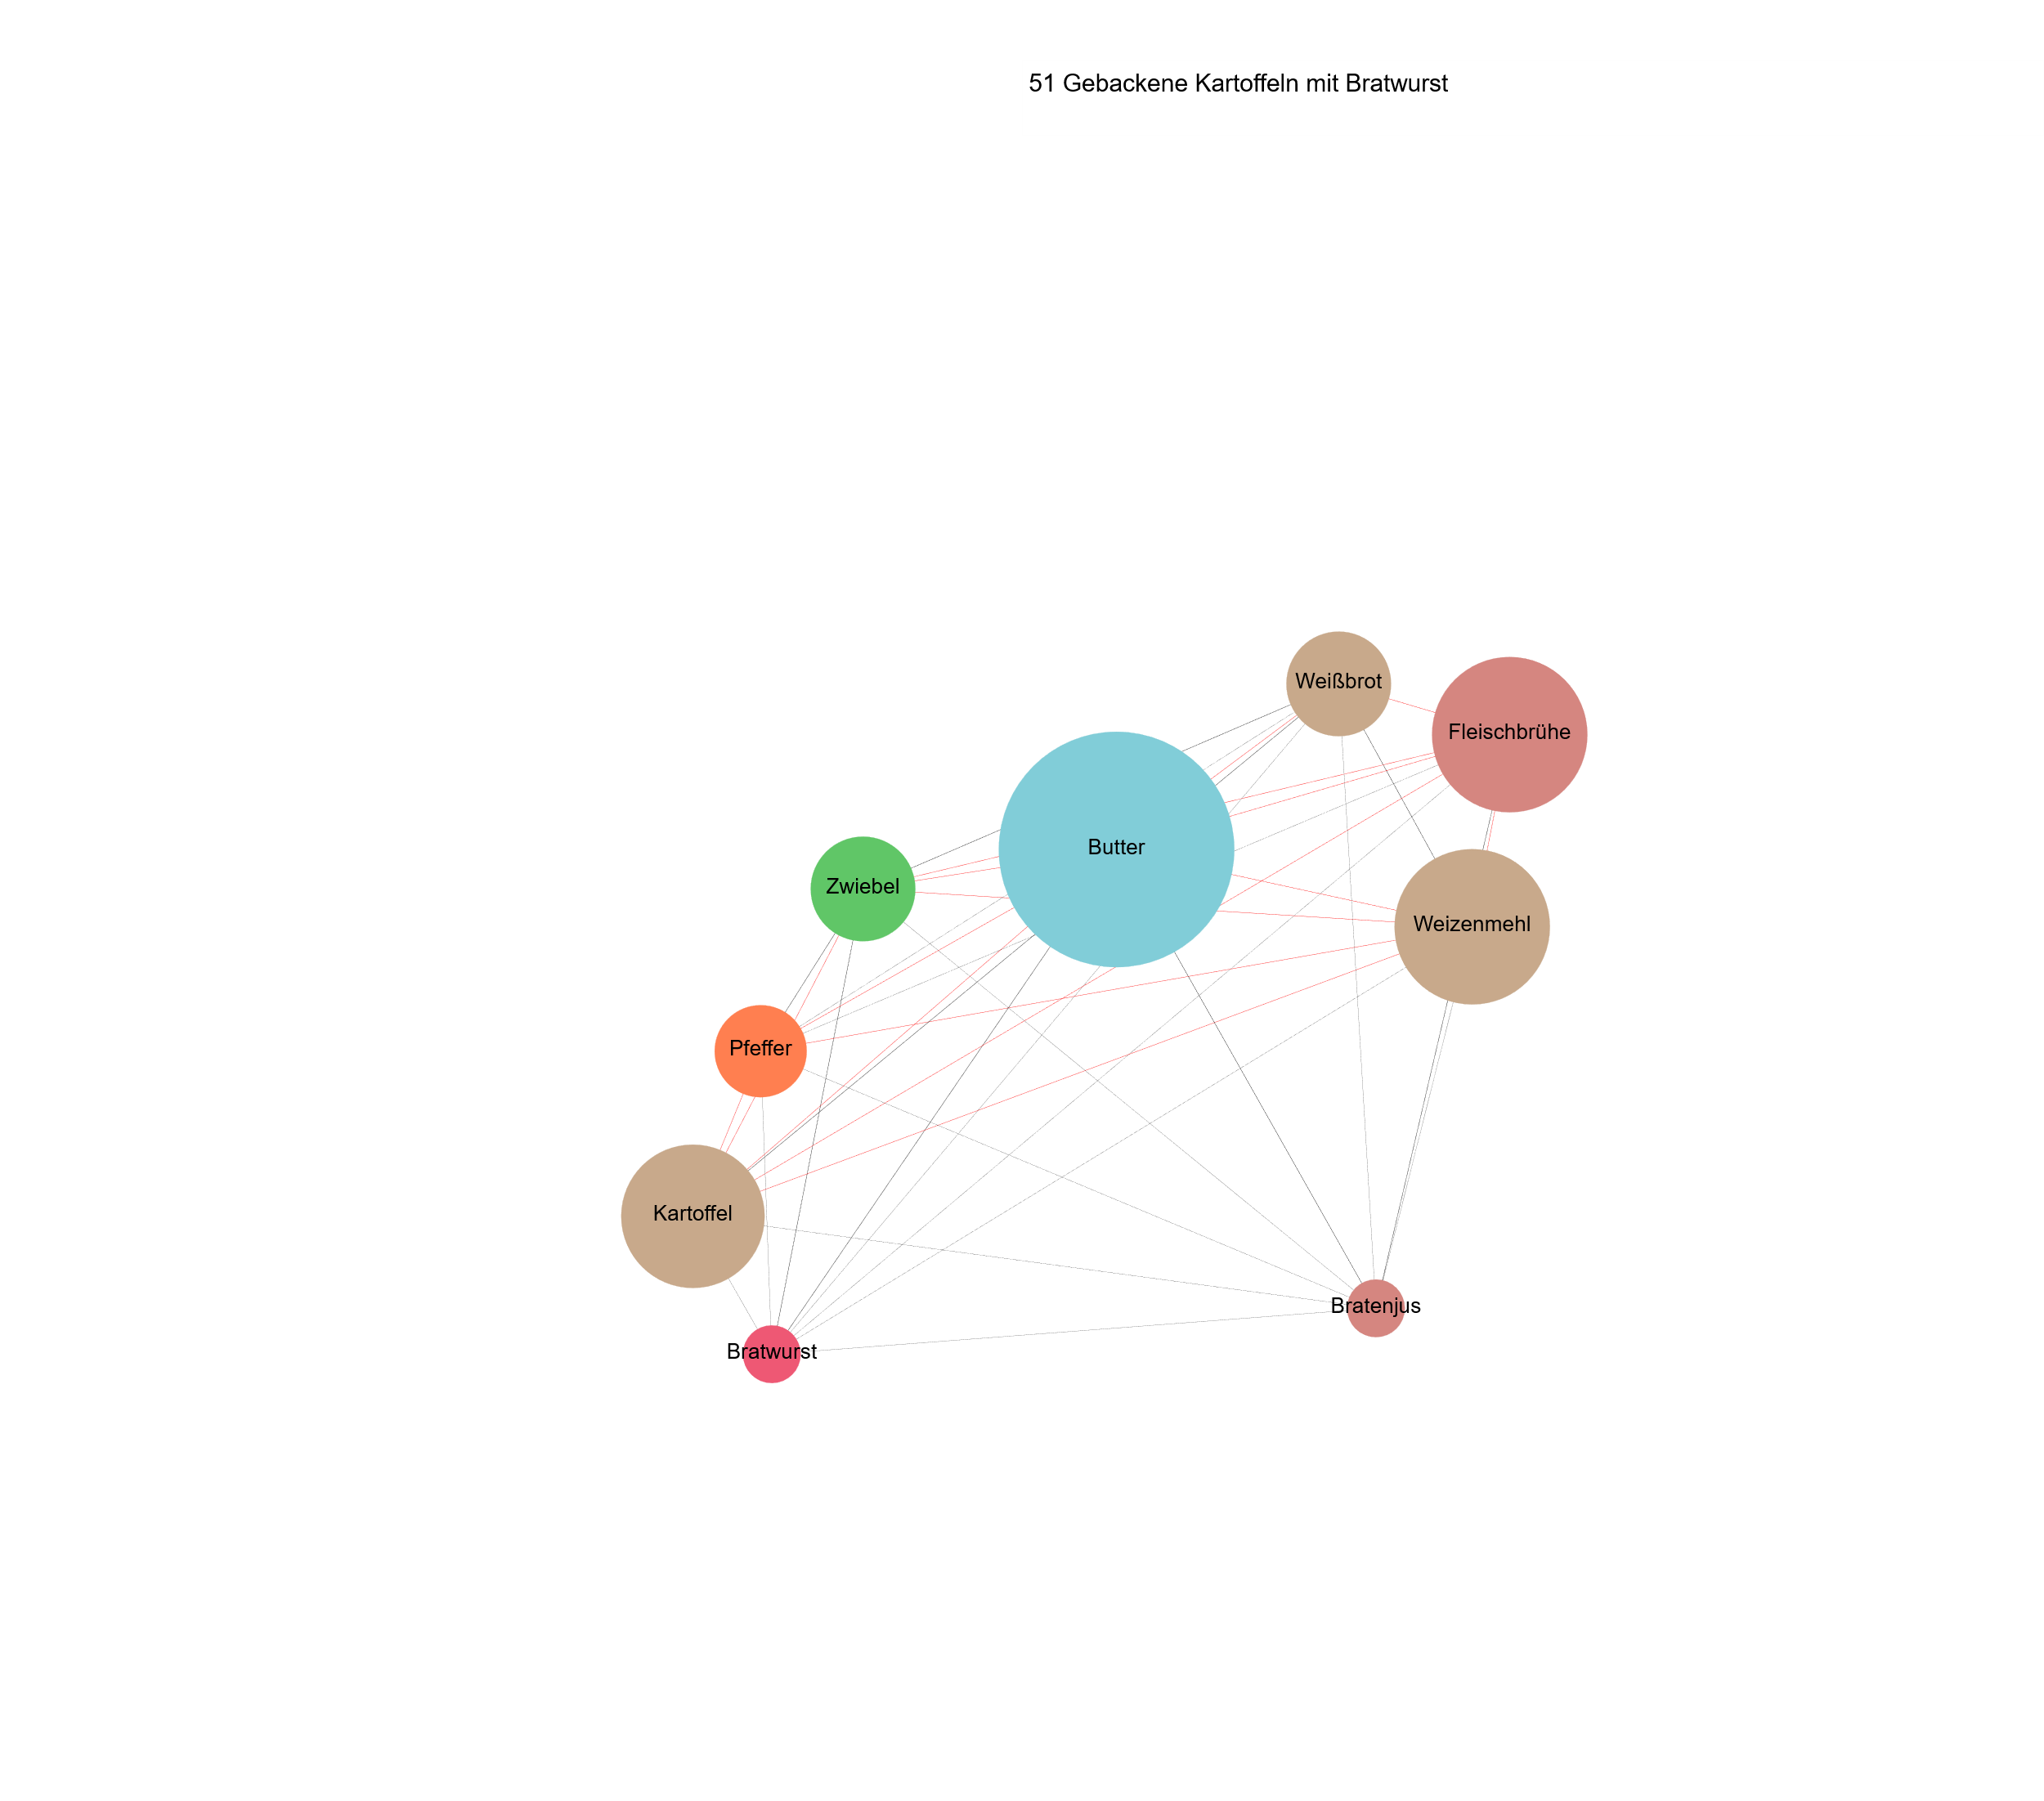 51 Gebackene Kartoffeln mit Bratwurst
Weißbrot
Fleischbrühe
Butter
Zwiebel
Weizenmehl
Pfeffer
Kartoffel
Bratenjus
Bratwurst